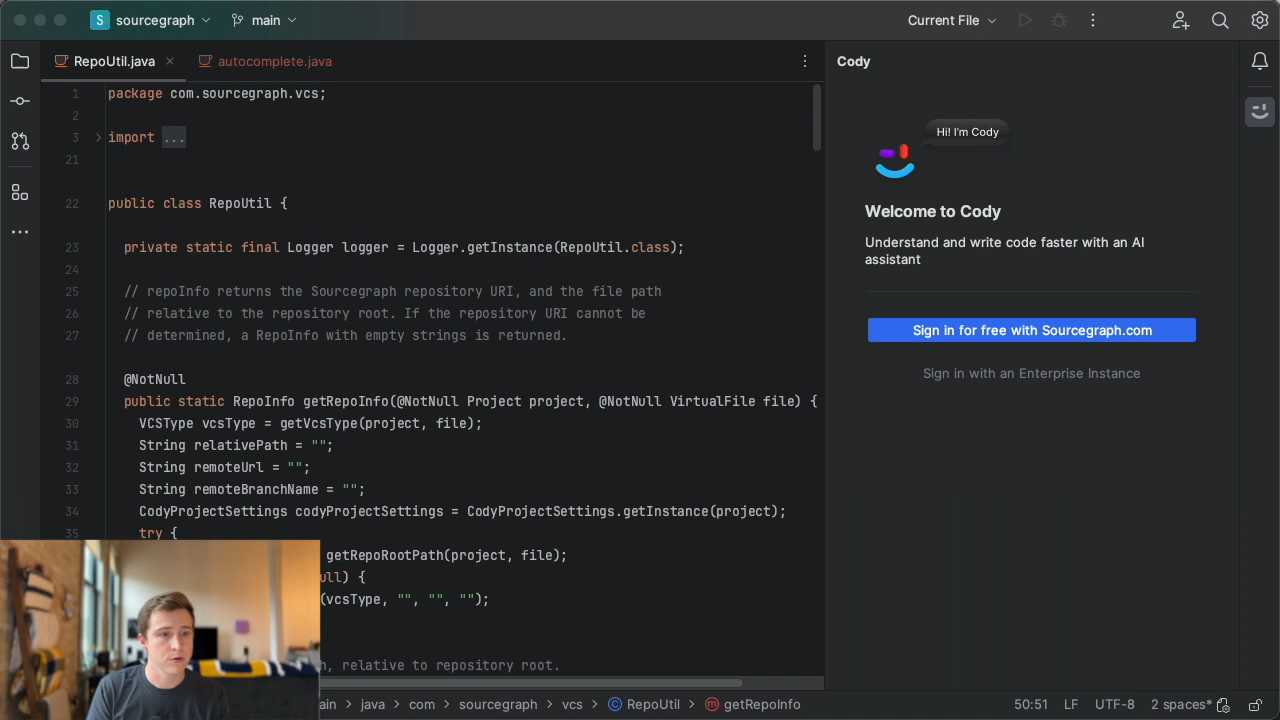 S sourcegraph main Current File
RepoUtil.java autocomplete.java Cody
1 package com.sourcegraph.vcs;
2
3 import ...
21
22 public class RepoUtil {
23 private static final Logger logger = Logger.getInstance(RepoUtil.class);
24
25 // repoInfo returns the Sourcegraph repository URI, and the file path
26 // relative to the repository root. If the repository URI cannot be
27 // determined, a RepoInfo with empty strings is returned.
28 @NotNull
29 public static RepoInfo getRepoInfo(@NotNull Project project, @NotNull VirtualFile file) {
30 VCSType vcsType = getVcsType(project, file);
31 String relativePath = "";
32 String remoteUrl = "";
33 String remoteBranchName = "";
34 CodyProjectSettings codyProjectSettings = CodyProjectSettings.getInstance(project);
35 try {
getRepoRootPath(project, file);
ull) {
(vcsType, "", "", "");
, relative to repository root.
Hi! I'm Cody
Welcome to Cody
Understand and write code faster with an AI
assistant
Sign in for free with Sourcegraph.com
Sign in with an Enterprise Instance
ain > java > com > sourcegraph > vcs > RepoUtil > getRepoInfo 50:51 LF UTF-8 2 spaces*